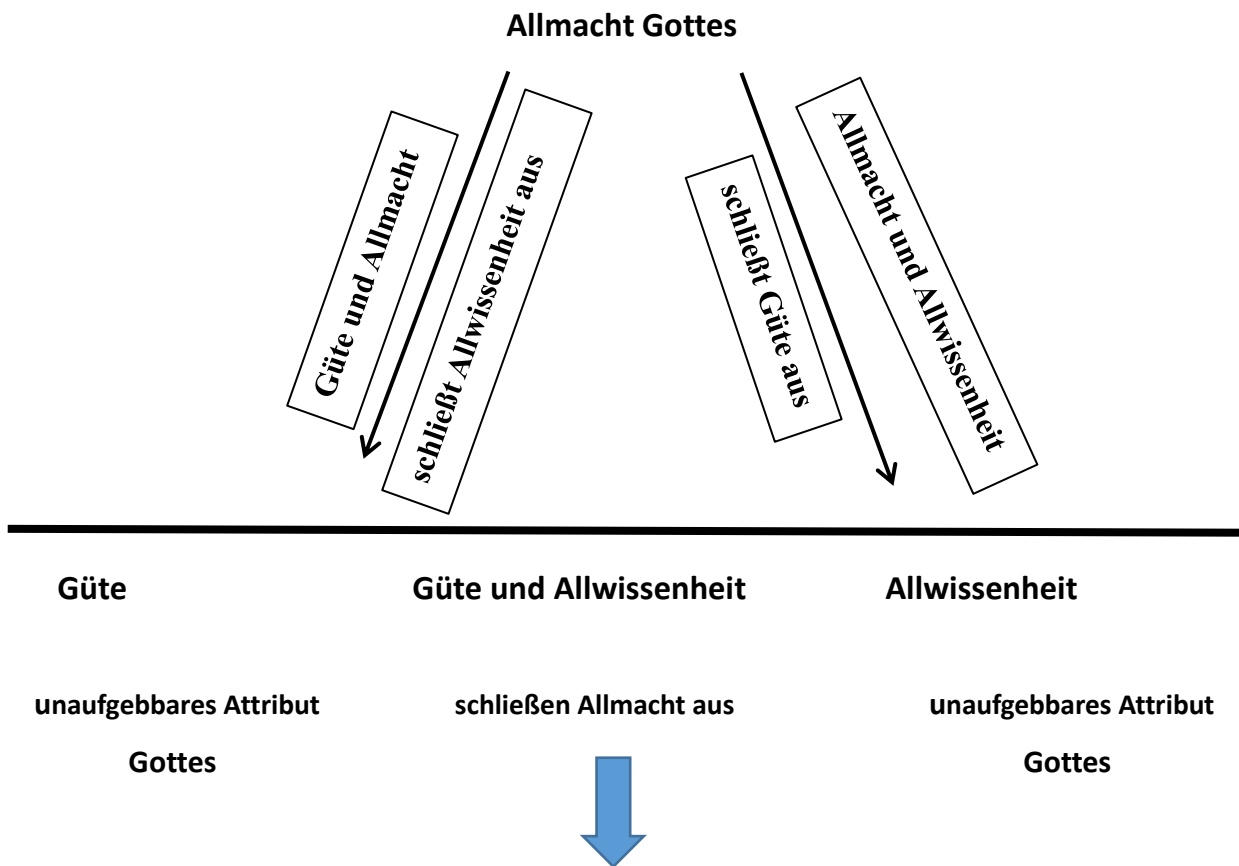 Allmacht Gottes
Güte und Allmacht
schließt Allwissenheit aus
schließt Güte aus
Allmacht und Allwissenheit
Güte
Güte und Allwissenheit
Allwissenheit
unaufgebbares Attribut
schließen Allmacht aus
unaufgebbares Attribut
Gottes
Gottes